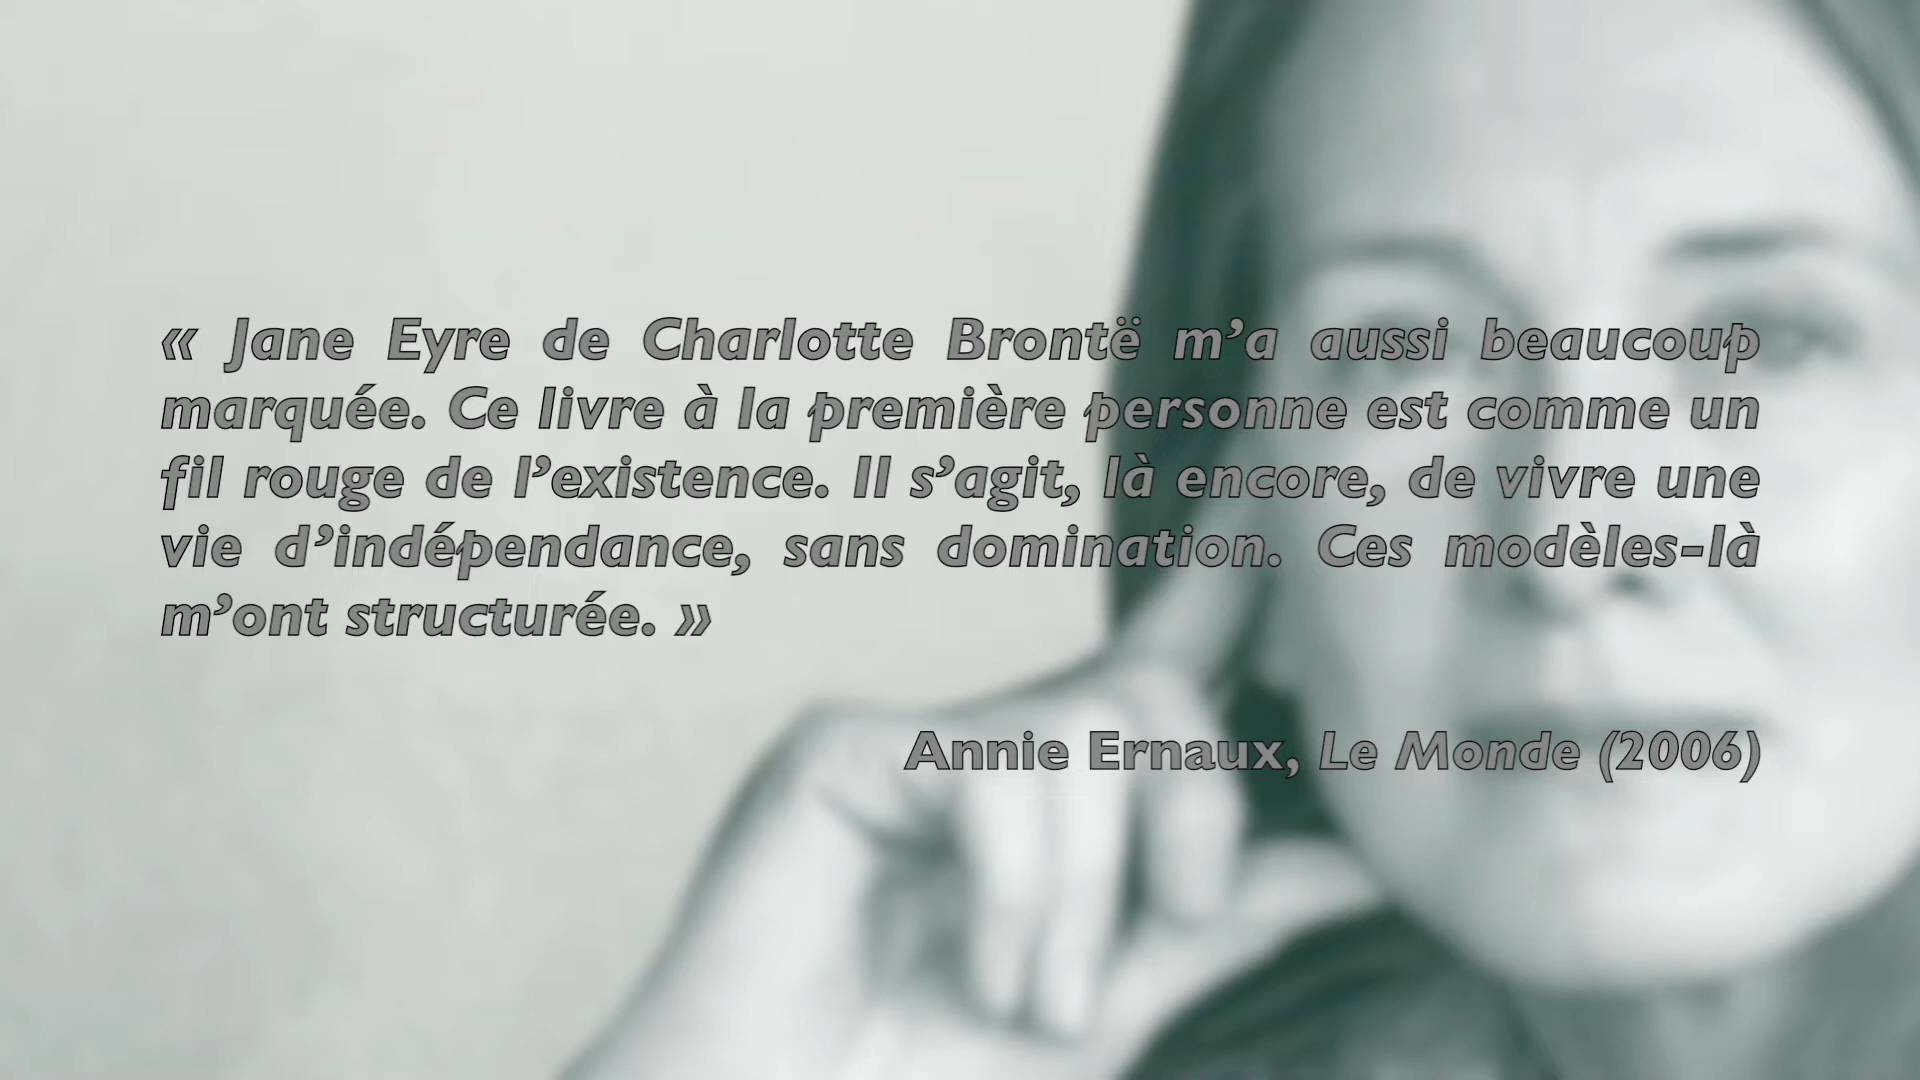 « Jane Eyre de Charlotte Brontë m’a aussi beaucoup
marquée. Ce livre à la première personne est comme un
fil rouge de l’existence. Il s’agit, là encore, de vivre une
vie d’indépendance, sans domination. Ces modèles-là
m’ont structurée. »
Annie Ernaux, Le Monde (2006)